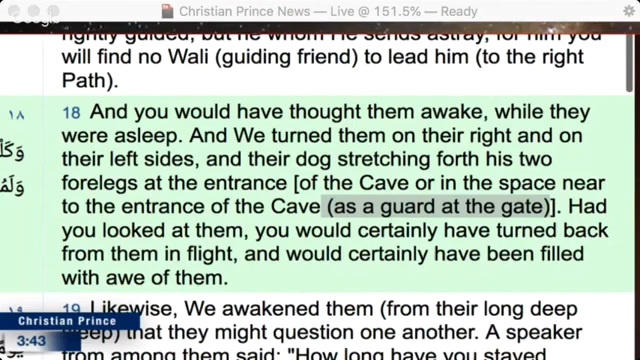 Christian Prince News — Live @ 151.5% — Ready
rightly guided, but he whom He sends astray, for him you
will find no Wali (guiding friend) to lead him (to the right
Path).
١٨
18 And you would have thought them awake, while they
were asleep. And We turned them on their right and on
their left sides, and their dog stretching forth his two
forelegs at the entrance [of the Cave or in the space near
to the entrance of the Cave (as a guard at the gate)]. Had
you looked at them, you would certainly have turned back
from them in flight, and would certainly have been filled
with awe of them.
19 Likewise, We awakened them (from their long deep
sleep) that they might question one another. A speaker
from among them said: "How long have you stayed
Christian Prince
3:43